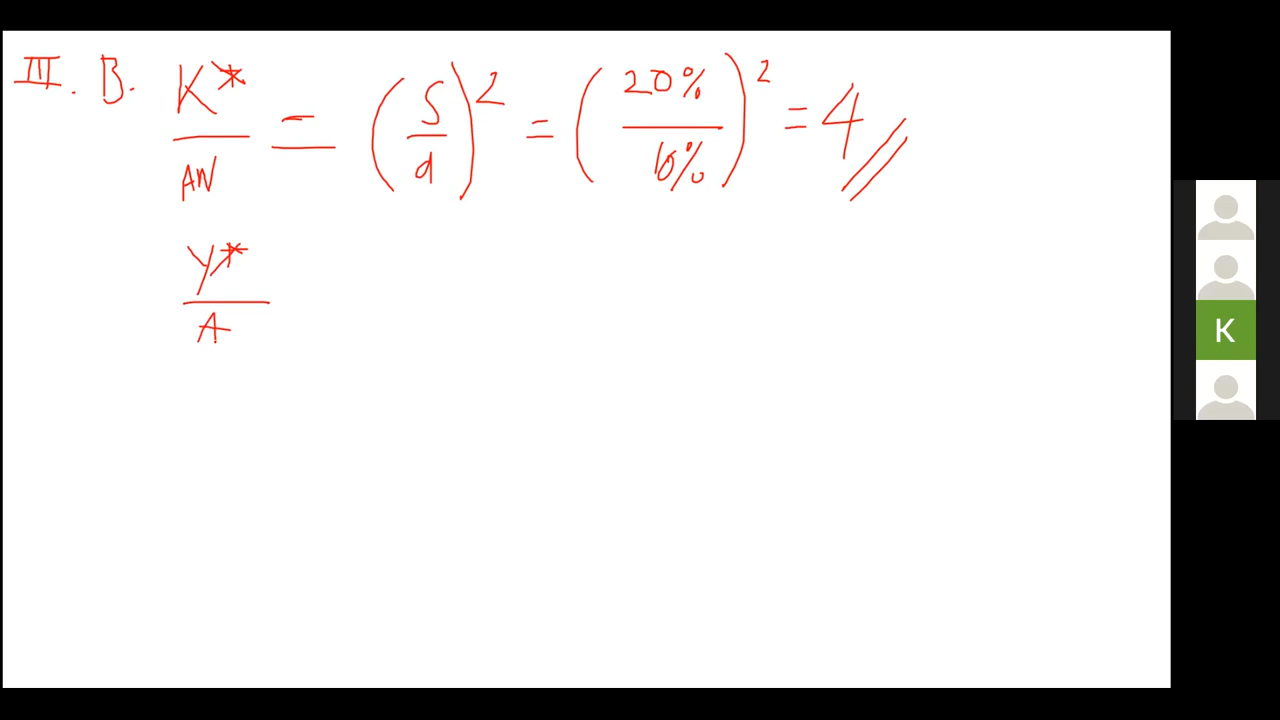 III. B. K*/AN = (S/d)² = (20%/10%)² = 4
Y*/A
K